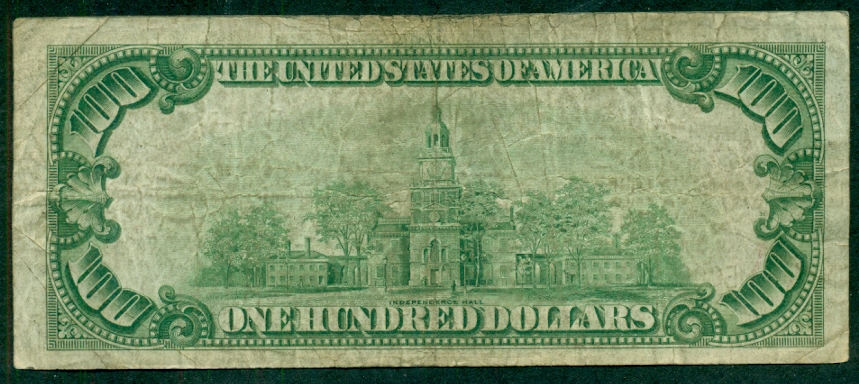 THE UNITED STATES OF AMERICA
100
100
INDEPENDENCE HALL
100
100
ONE HUNDRED DOLLARS